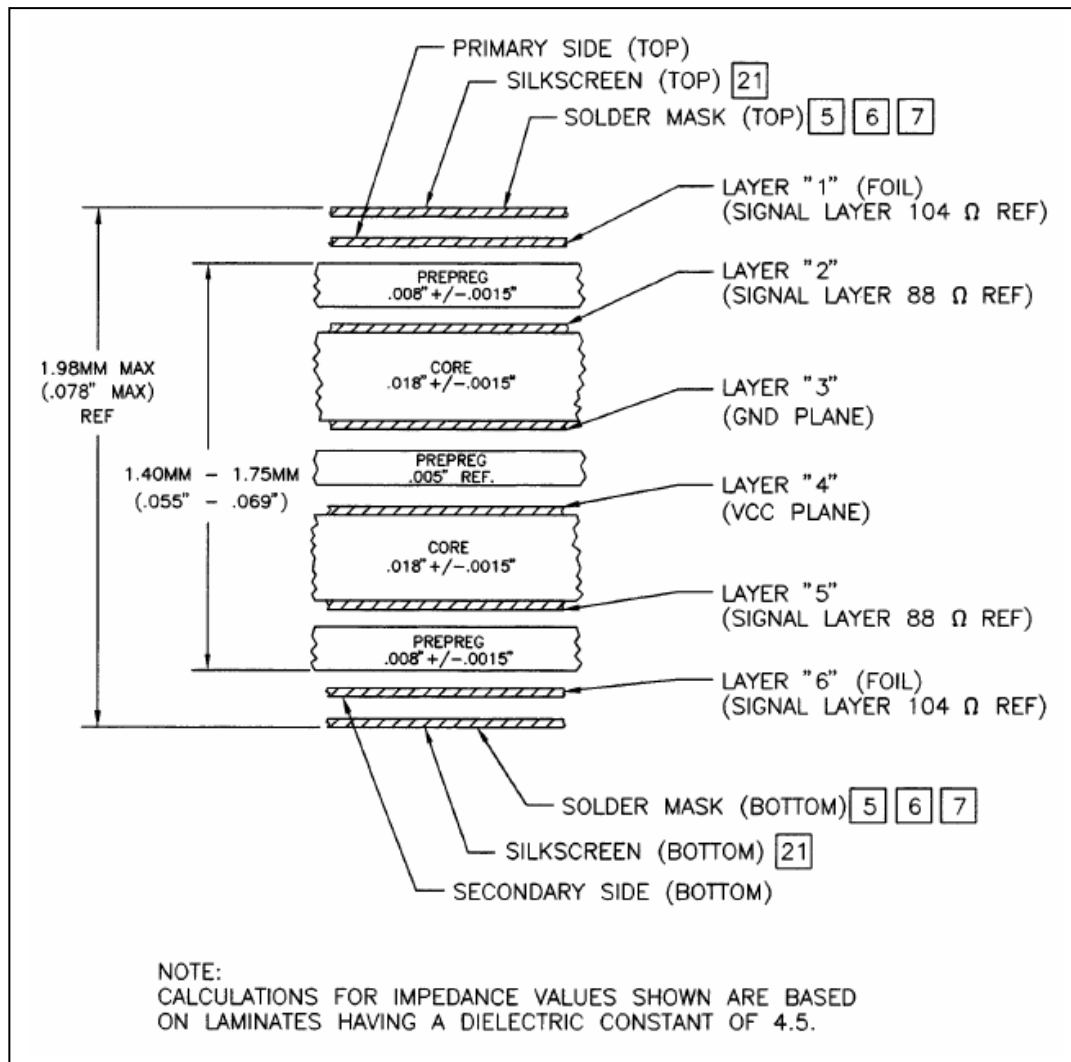 PRIMARY SIDE (TOP)
SILKSCREEN (TOP) 21
SOLDER MASK (TOP) 5 6 7
LAYER "1" (FOIL)
(SIGNAL LAYER 104 Ω REF)
PREPREG
.008"+/-.0015"
LAYER "2"
(SIGNAL LAYER 88 Ω REF)
1.98MM MAX
(.078" MAX)
REF
CORE
.018"+/-.0015"
LAYER "3"
(GND PLANE)
1.40MM - 1.75MM
(.055" - .069")
PREPREG
.005" REF.
LAYER "4"
(VCC PLANE)
CORE
.018"+/-.0015"
LAYER "5"
(SIGNAL LAYER 88 Ω REF)
PREPREG
.008"+/-.0015"
LAYER "6" (FOIL)
(SIGNAL LAYER 104 Ω REF)
SOLDER MASK (BOTTOM) 5 6 7
SILKSCREEN (BOTTOM) 21
SECONDARY SIDE (BOTTOM)
NOTE:
CALCULATIONS FOR IMPEDANCE VALUES SHOWN ARE BASED
ON LAMINATES HAVING A DIELECTRIC CONSTANT OF 4.5.